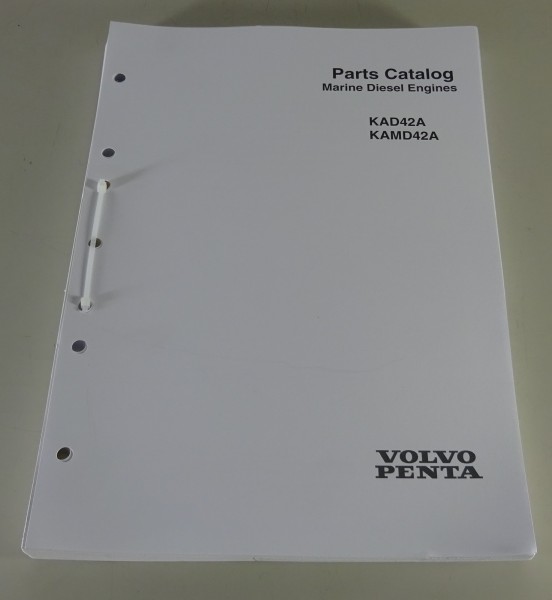 Parts Catalog
Marine Diesel Engines
KAD42A
KAMD42A
VOLVO
PENTA